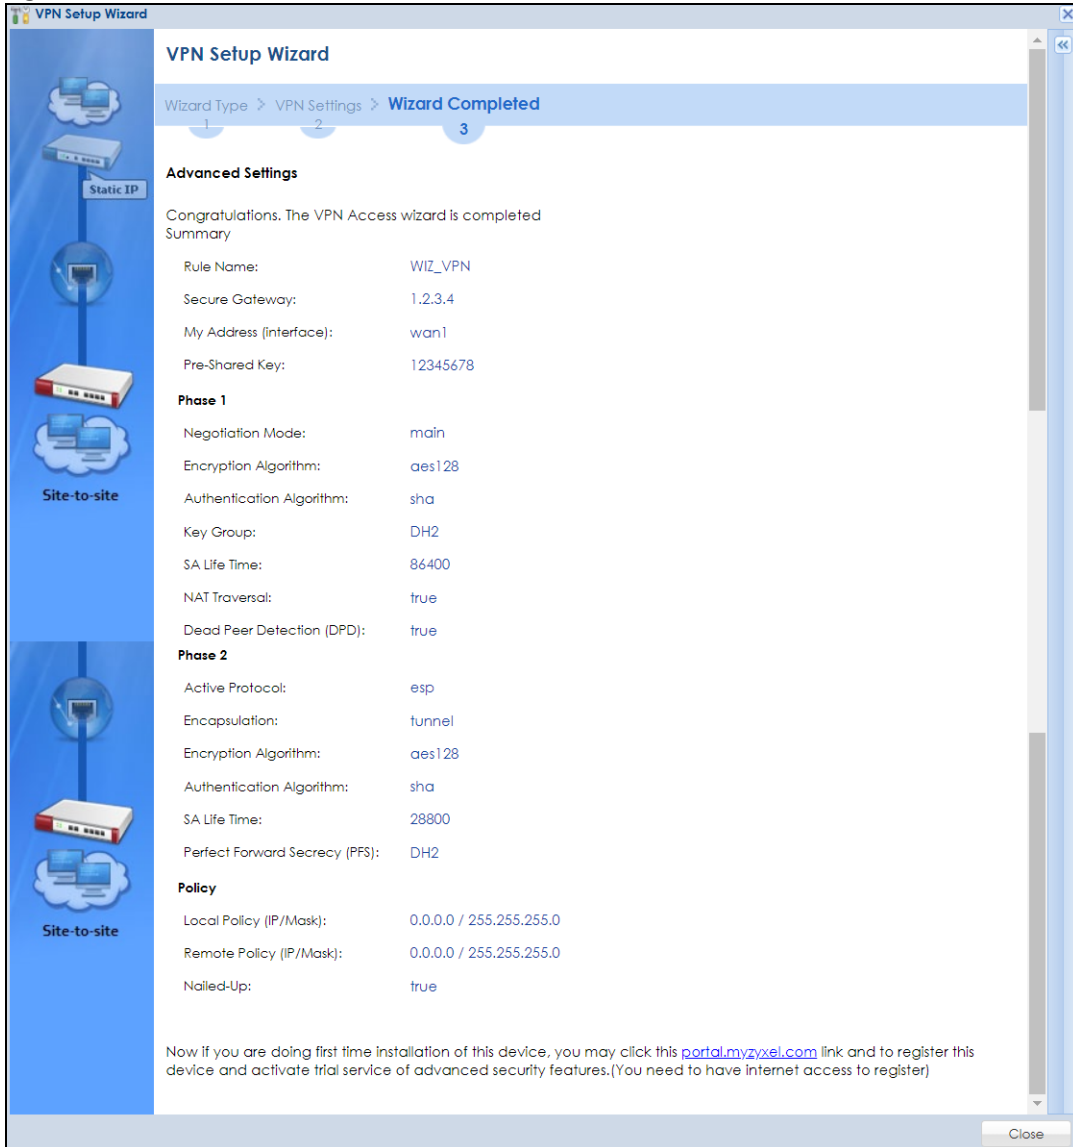 VPN Setup Wizard
VPN Setup Wizard
Wizard Type > VPN Settings > Wizard Completed
1 2 3
Static IP
Advanced Settings
Congratulations. The VPN Access wizard is completed
Summary
Rule Name: WIZ_VPN
Secure Gateway: 1.2.3.4
My Address (interface): wan1
Pre-Shared Key: 12345678
Phase 1
Negotiation Mode: main
Encryption Algorithm: aes128
Authentication Algorithm: sha
Site-to-site
Key Group: DH2
SA Life Time: 86400
NAT Traversal: true
Dead Peer Detection (DPD): true
Phase 2
Active Protocol: esp
Encapsulation: tunnel
Encryption Algorithm: aes128
Authentication Algorithm: sha
SA Life Time: 28800
Perfect Forward Secrecy (PFS): DH2
Policy
Local Policy (IP/Mask): 0.0.0.0 / 255.255.255.0
Site-to-site
Remote Policy (IP/Mask): 0.0.0.0 / 255.255.255.0
Nailed-Up: true
Now if you are doing first time installation of this device, you may click this portal.myzyxel.com link and to register this
device and activate trial service of advanced security features.(You need to have internet access to register)
Close